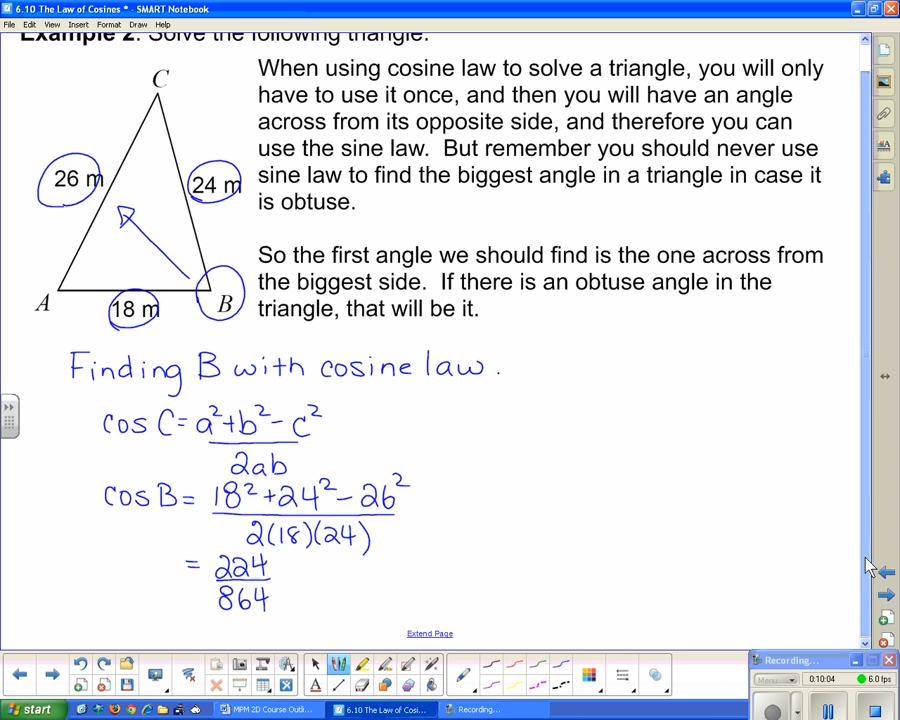 6.10 The Law of Cosines * - SMART Notebook
File Edit View Insert Format Draw Help
Example 2: Solve the following triangle.
C
26 m
24 m
A
18 m
B
When using cosine law to solve a triangle, you will only
have to use it once, and then you will have an angle
across from its opposite side, and therefore you can
use the sine law. But remember you should never use
sine law to find the biggest angle in a triangle in case it
is obtuse.
So the first angle we should find is the one across from
the biggest side. If there is an obtuse angle in the
triangle, that will be it.
Finding B with cosine law.
cos C = a² + b² - c²
2ab
cos B = 18² + 24² - 26²
2(18)(24)
= 224
864
Extend Page
Recording...
Menu
0:10:04
6.0 fps
start
MPM 2D Course Outli...
6.10 The Law of Cosi...
Recording...